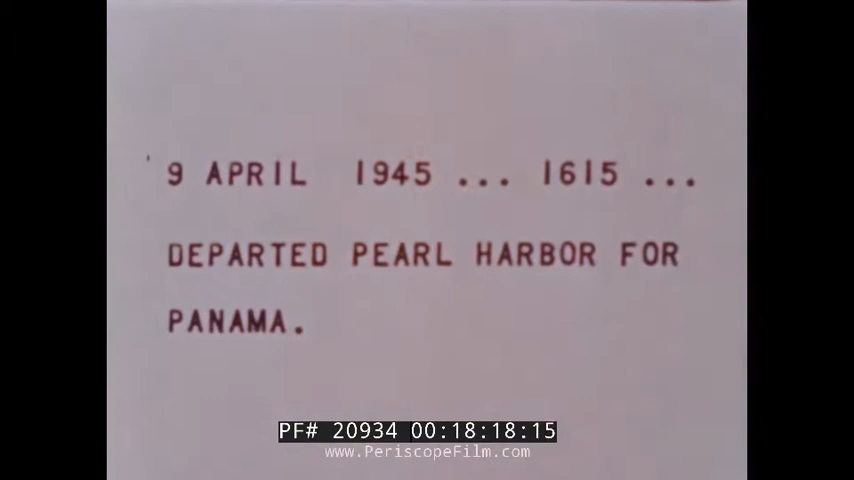 9 APRIL 1945 ... 1615 ...
DEPARTED PEARL HARBOR FOR
PANAMA.
PF# 20934 00:18:18:15
www.PeriscopeFilm.com